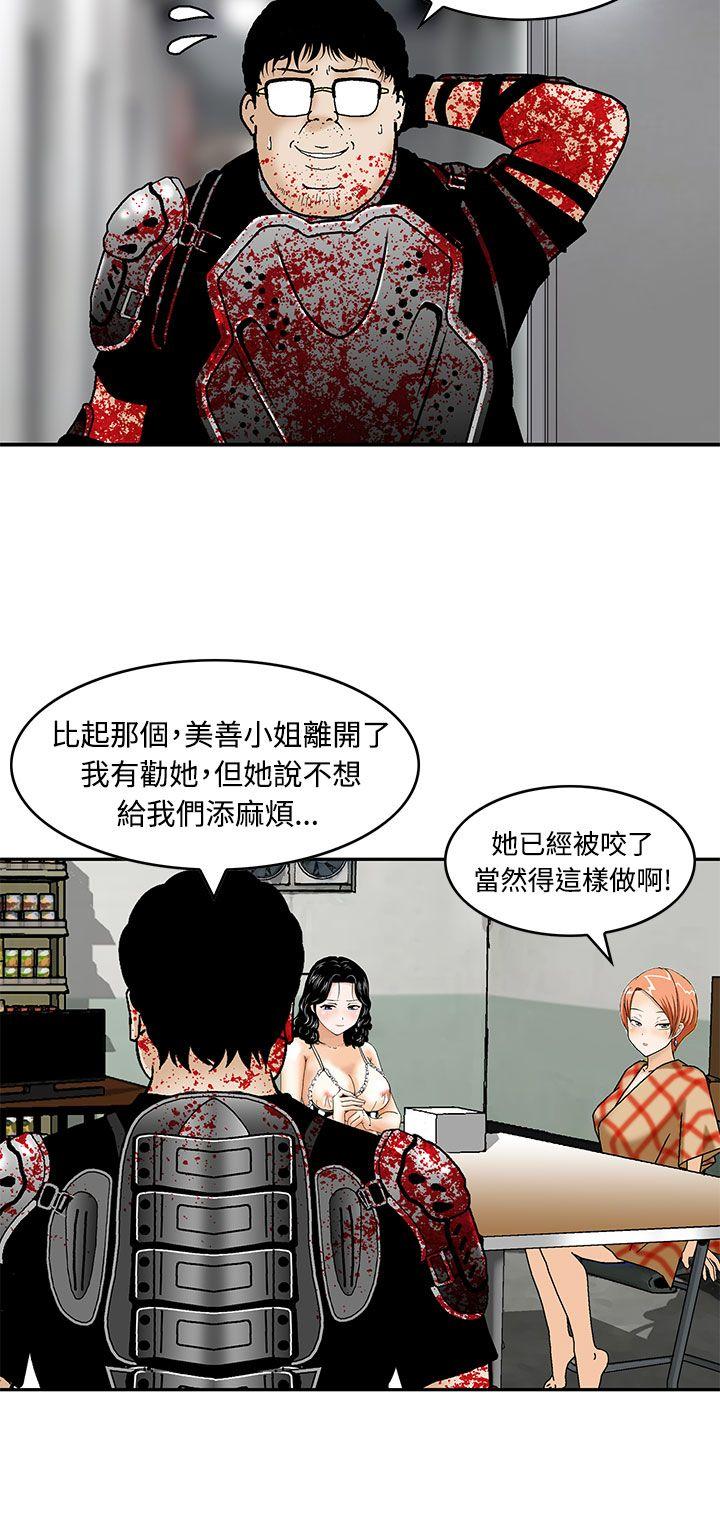 比起那個，美善小姐離開了
我有勸她，但她說不想
給我們添麻煩...
她已經被咬了
當然得這樣做啊!